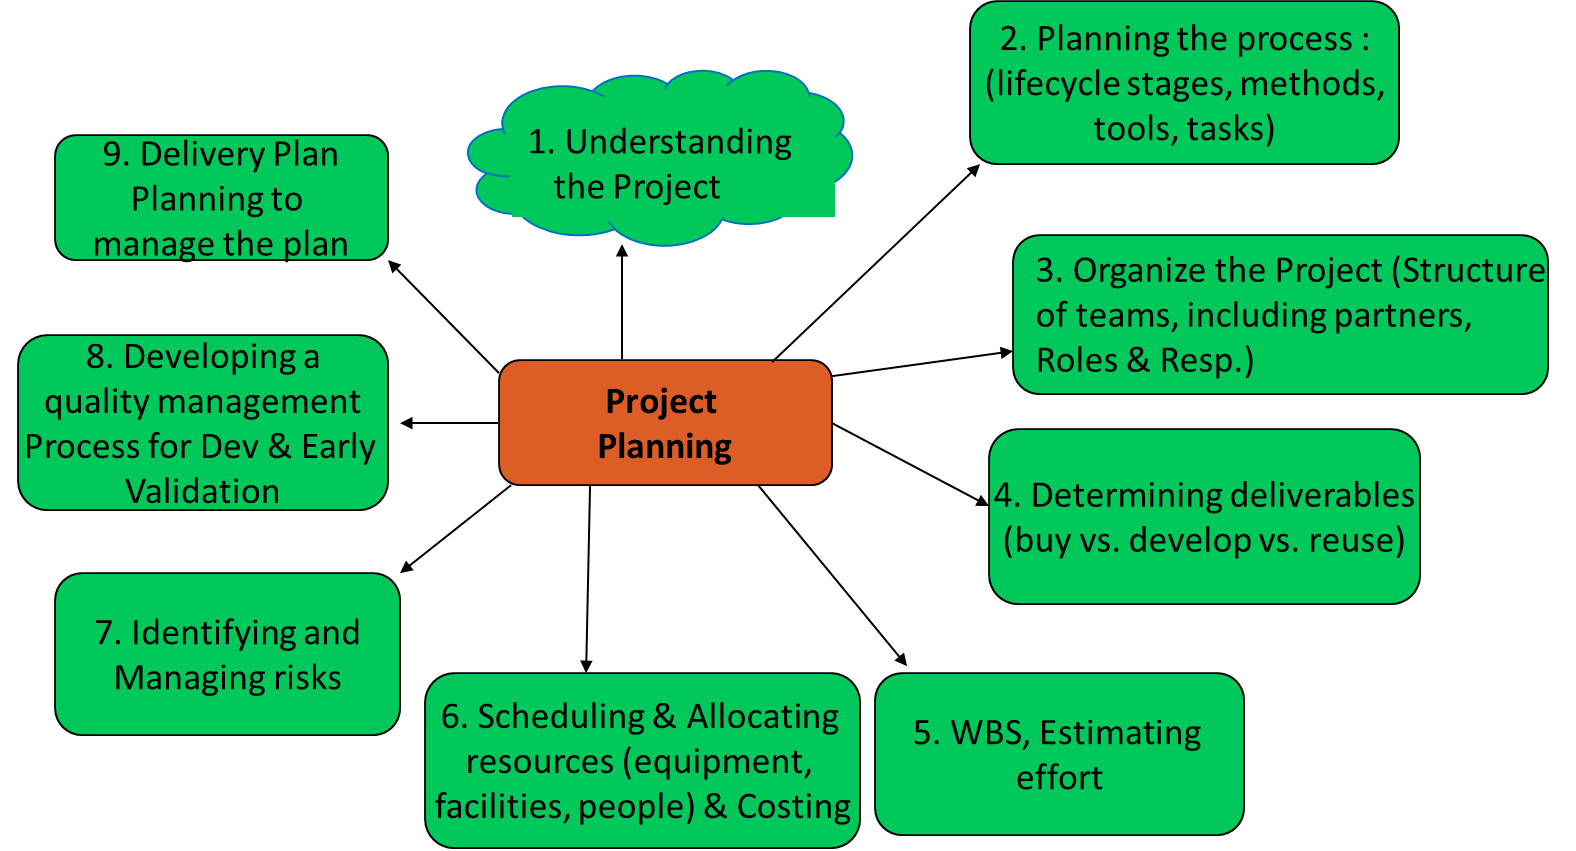 1. Understanding
the Project
2. Planning the process :
(lifecycle stages, methods,
tools, tasks)
3. Organize the Project (Structure
of teams, including partners,
Roles & Resp.)
4. Determining deliverables
(buy vs. develop vs. reuse)
5. WBS, Estimating
effort
6. Scheduling & Allocating
resources (equipment,
facilities, people) & Costing
7. Identifying and
Managing risks
8. Developing a
quality management
Process for Dev & Early
Validation
9. Delivery Plan
Planning to
manage the plan
Project
Planning